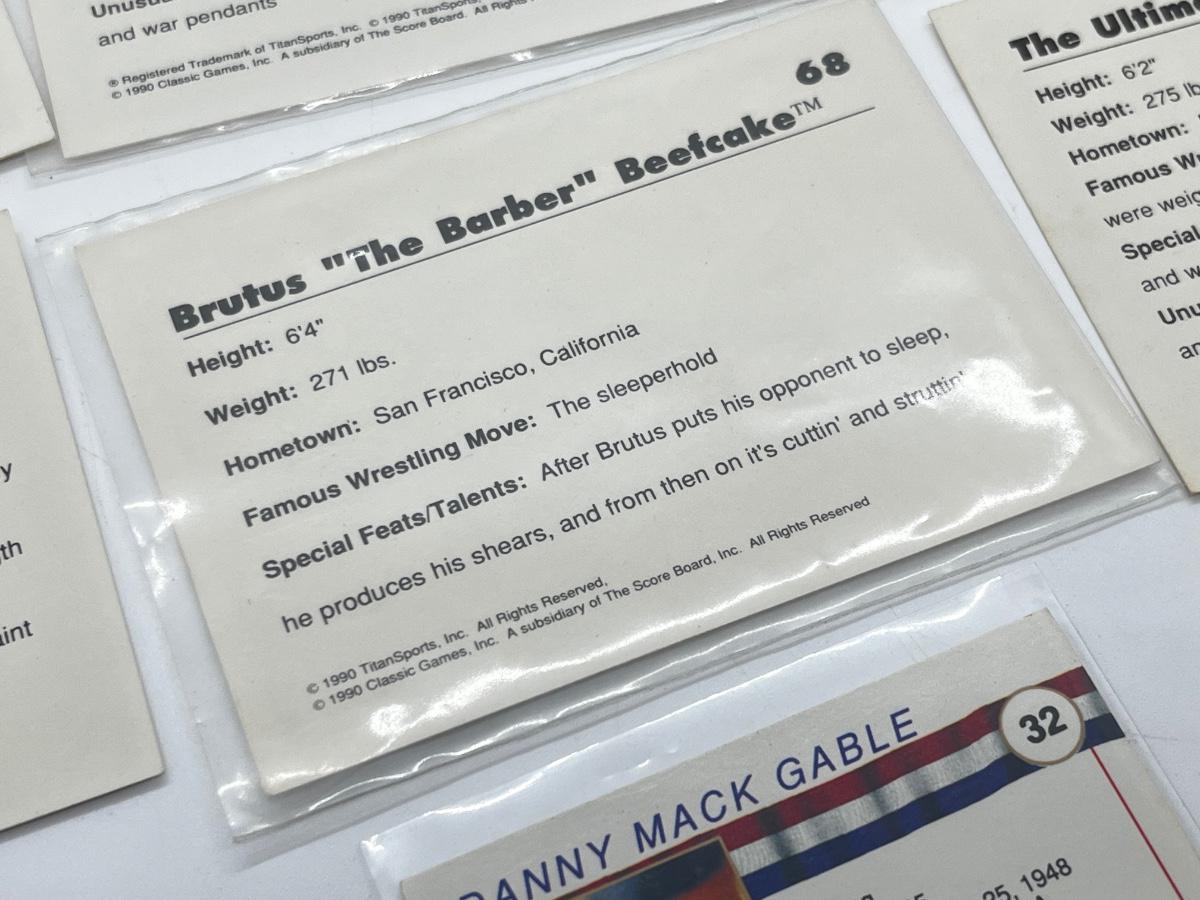 and war pendants
® Registered Trademark of TitanSports, Inc. © 1990 TitanSports,
© 1990 Classic Games, Inc. A subsidiary of The Score Board, Inc. All Rights
68
Brutus "The Barber" Beefcake™
Height: 6'4"
Weight: 271 lbs.
Hometown: San Francisco, California
Famous Wrestling Move: The sleeperhold
Special Feats/Talents: After Brutus puts his opponent to sleep,
he produces his shears, and from then on it's cuttin' and struttin'
© 1990 TitanSports, Inc. All Rights Reserved,
© 1990 Classic Games, Inc. A subsidiary of The Score Board, Inc. All Rights Reserved
The
Height: 6'2"
Weight: 275
Hometown:
Famous
were
Special
and
32
MACK GABLE
25, 1948